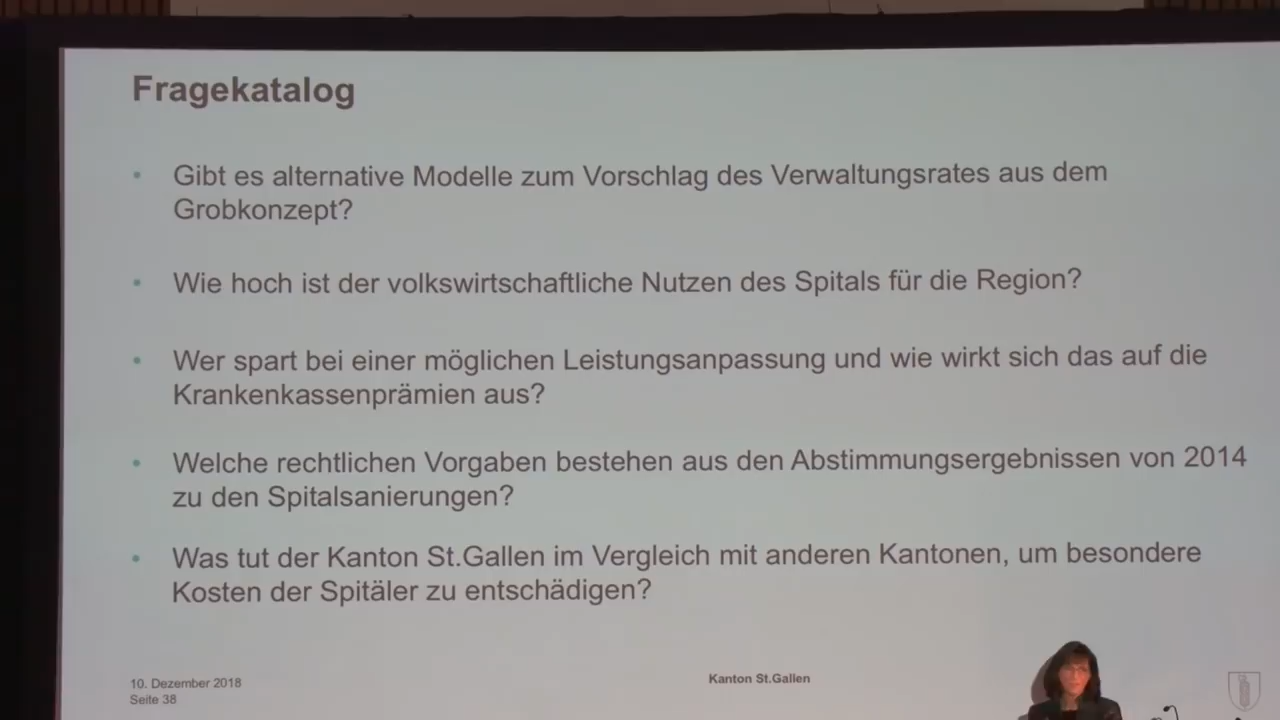 Fragekatalog
Gibt es alternative Modelle zum Vorschlag des Verwaltungsrates aus dem
Grobkonzept?
Wie hoch ist der volkswirtschaftliche Nutzen des Spitals für die Region?
Wer spart bei einer möglichen Leistungsanpassung und wie wirkt sich das auf die
Krankenkassenprämien aus?
Welche rechtlichen Vorgaben bestehen aus den Abstimmungsergebnissen von 2014
zu den Spitalsanierungen?
Was tut der Kanton St.Gallen im Vergleich mit anderen Kantonen, um besondere
Kosten der Spitäler zu entschädigen?
10. Dezember 2018
Seite 38
Kanton St.Gallen